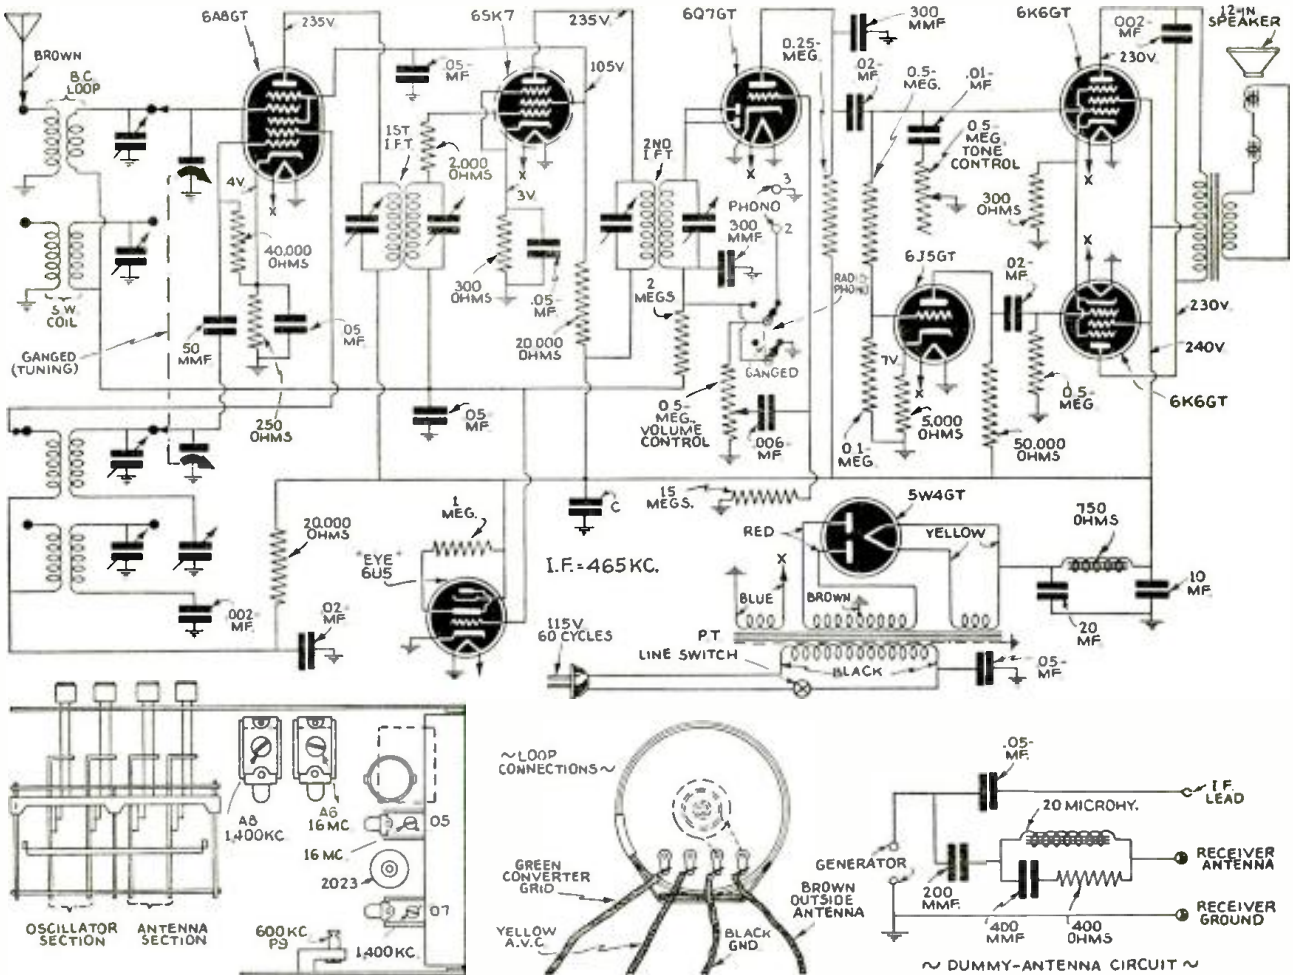 6A8GT
235V.
6SK7
235V.
6Q7GT
300
MMF
6K6GT
.002-
MF.
12-IN
SPEAKER
BROWN
B.C.
LOOP
.05-
MF.
105V.
0.25-
MEG.
.02-
MF.
0.5-
MEG.
.01-
MF
230V.
1ST
I FT.
2,000
OHMS
2ND
I FT.
0.5-
MEG.
TONE
CONTROL
4V.
3V.
3
PHONO
2
300
MMF
300
OHMS
X
40,000
OHMS
6J5GT
.02-
MF.
RADIO
PHONO
S.W.
COIL
50
MMF
.05
MF.
300
OHMS
.05-
MF.
20,000
OHMS
2
MEGS
7V.
230V.
240V.
GANGED
(TUNING)
GANGED
250
OHMS
.05-
MF.
0.5-
MEG.
VOLUME
CONTROL
.006-
MF
0.1-
MEG.
5,000
OHMS
50,000
OHMS
0.5-
MEG.
6K6GT
15
MEGS.
C
5W4GT
750
OHMS
20,000
OHMS
1
MEG.
"EYE"
6U5
I.F.=465KC.
RED
YELLOW
X
BLUE
BROWN
10
MF.
20
MF.
.002-
MF.
.02-
MF
115V
60 CYCLES
P.T.
LINE SWITCH
BLACK
.05-
MF
A8
1,400KC
A6
16MC
16MC
05
2023
07
600KC
P9
1,400KC.
OSCILLATOR
SECTION
ANTENNA
SECTION
~LOOP
CONNECTIONS~
GREEN
CONVERTER
GRID
YELLOW
A.V.C.
BLACK
GND
BROWN
OUTSIDE
ANTENNA
.05-
MF.
I.F.
LEAD
20 MICROHY.
GENERATOR
RECEIVER
ANTENNA
200
MMF.
400
MMF
400
OHMS
RECEIVER
GROUND
~ DUMMY-ANTENNA CIRCUIT ~